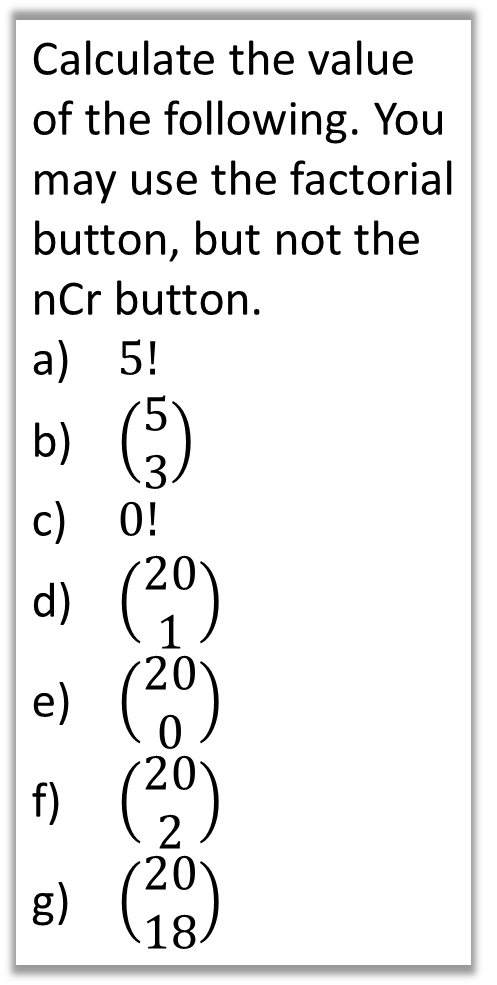 Calculate the value
of the following. You
may use the factorial
button, but not the
nCr button.
a) 5!
b) (5
3)
c) 0!
d) (20
1)
e) (20
0)
f) (20
2)
g) (20
18)